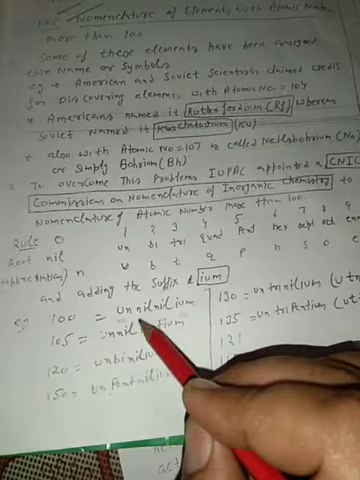 IUPAC Nomenclature of Elements with Atomic Number
more than 100
Some of these elements have been assigned
two Name or Symbols
eg → American and Soviet Scientists claimed credit
for Discovering element with Atomic No = 104
* Americans named it Rutherfordium (Rf) whereas
Soviet Named it Kurchatovium (Ku)
* also with Atomic No = 107 is called Neilsbohrium (Ns)
or simply Bohrium (Bh)
To overcome This Problems IUPAC appointed a CNIC
Commission on Nomenclature of Inorganic Chemistry to
Nomenclature of Atomic Number more than 100.
Rule 0 1 2 3 4 5 6 7 8 9
Root nil un bi tri quad Pent hex sept oct enn
n u b t q p h s o e
and adding the suffix ium
eg 100 = unnilnilium
105 =
120 = unbinilium
150 = unpentnilium
130 = untrinilium (utn
135 = untripentium (ut
121